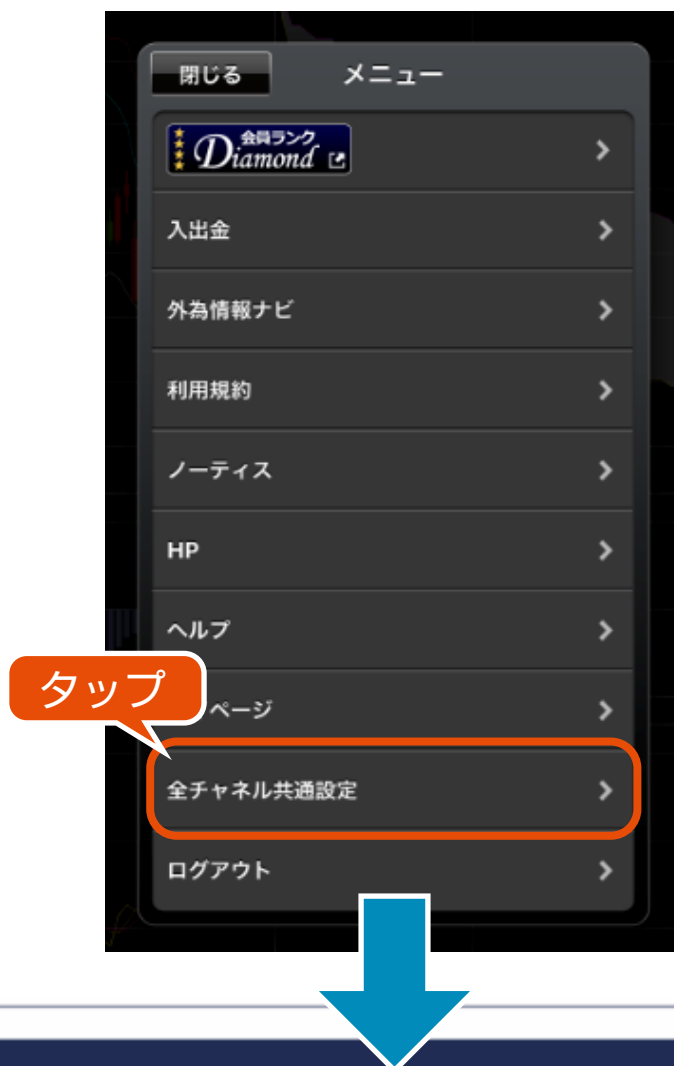 閉じる
メニュー
会員ランク
Diamond
入出金
外為情報ナビ
利用規約
ノーティス
HP
ヘルプ
タップ
ページ
全チャネル共通設定
ログアウト